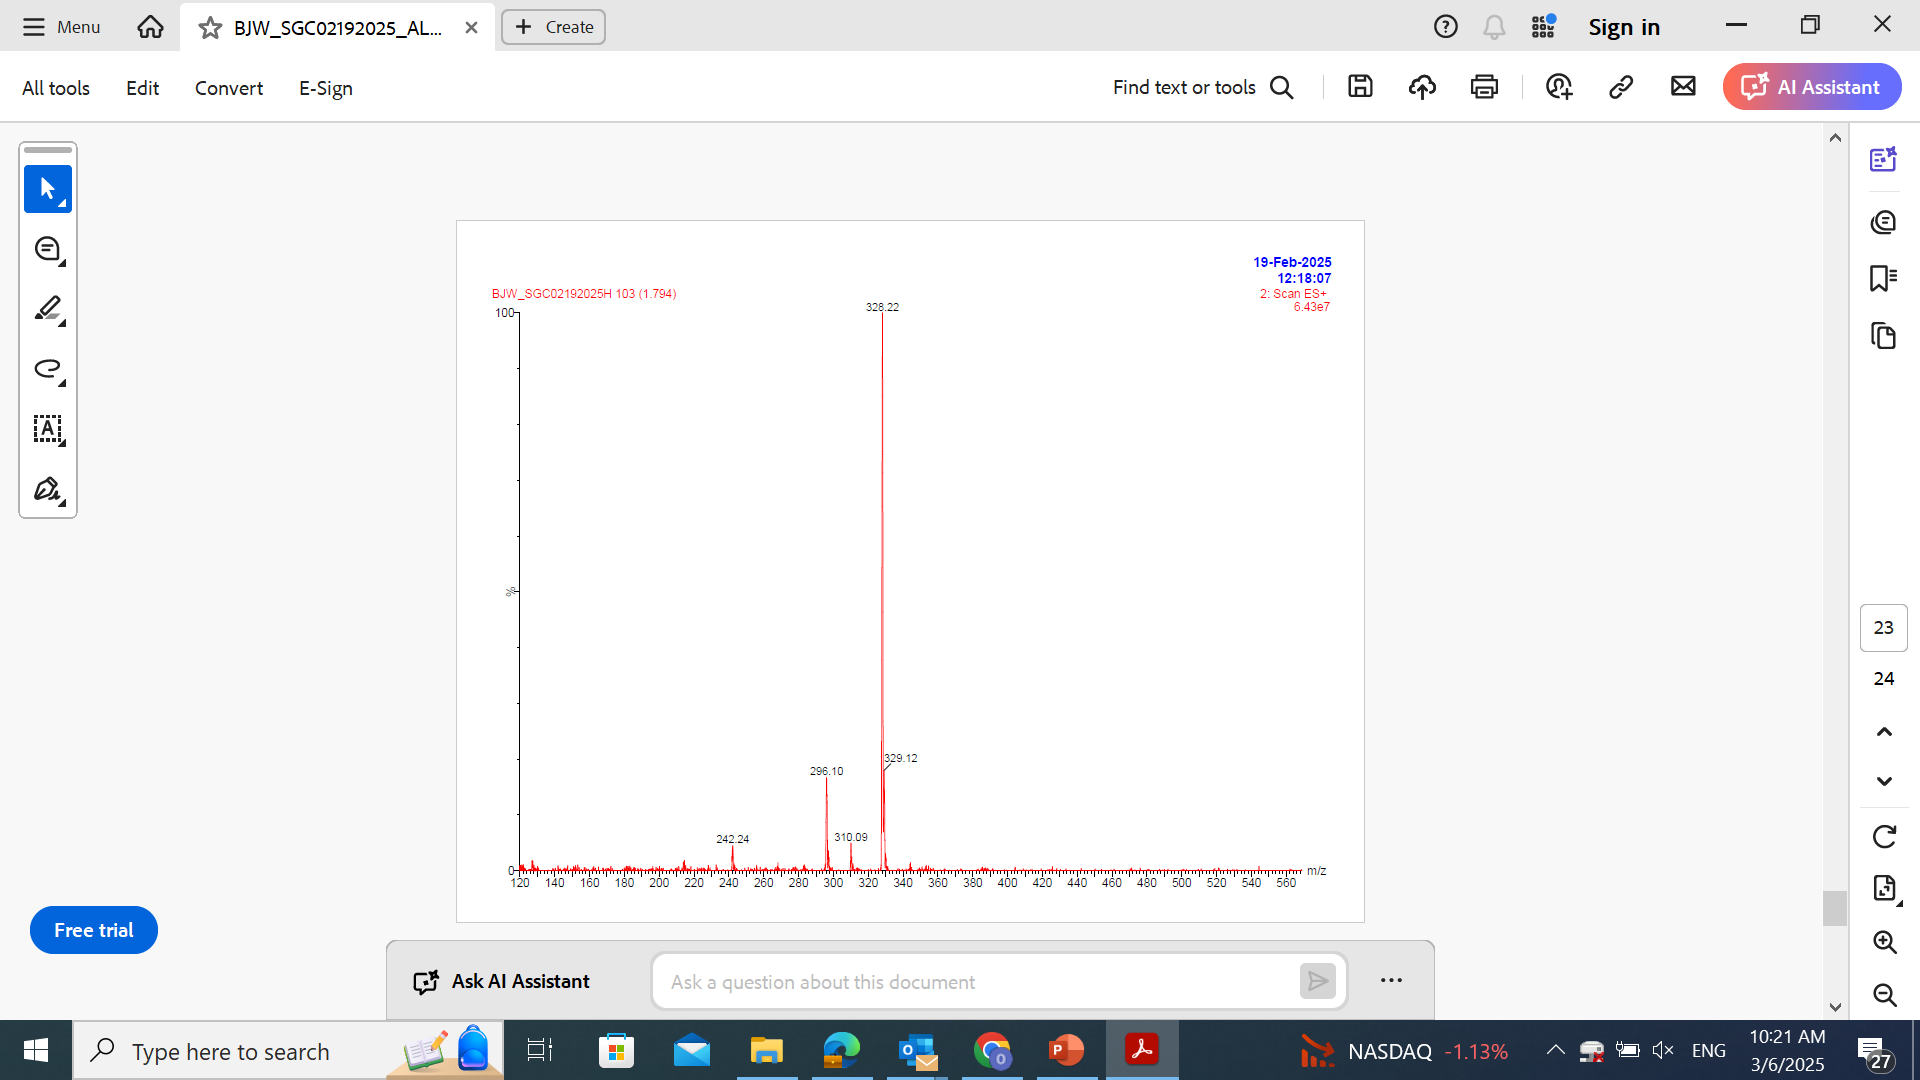 Menu
BJW_SGC02192025_AL...
Create
Sign in
All tools
Edit
Convert
E-Sign
Find text or tools
AI Assistant
19-Feb-2025
12:18:07
BJW_SGC02192025H 103 (1.794)
2: Scan ES+
6.43e7
100
328.22
%
329.12
296.10
310.09
242.24
0
120 140 160 180 200 220 240 260 280 300 320 340 360 380 400 420 440 460 480 500 520 540 560
m/z
23
24
Free trial
Ask AI Assistant
Ask a question about this document
Type here to search
NASDAQ -1.13%
ENG
10:21 AM
3/6/2025
27